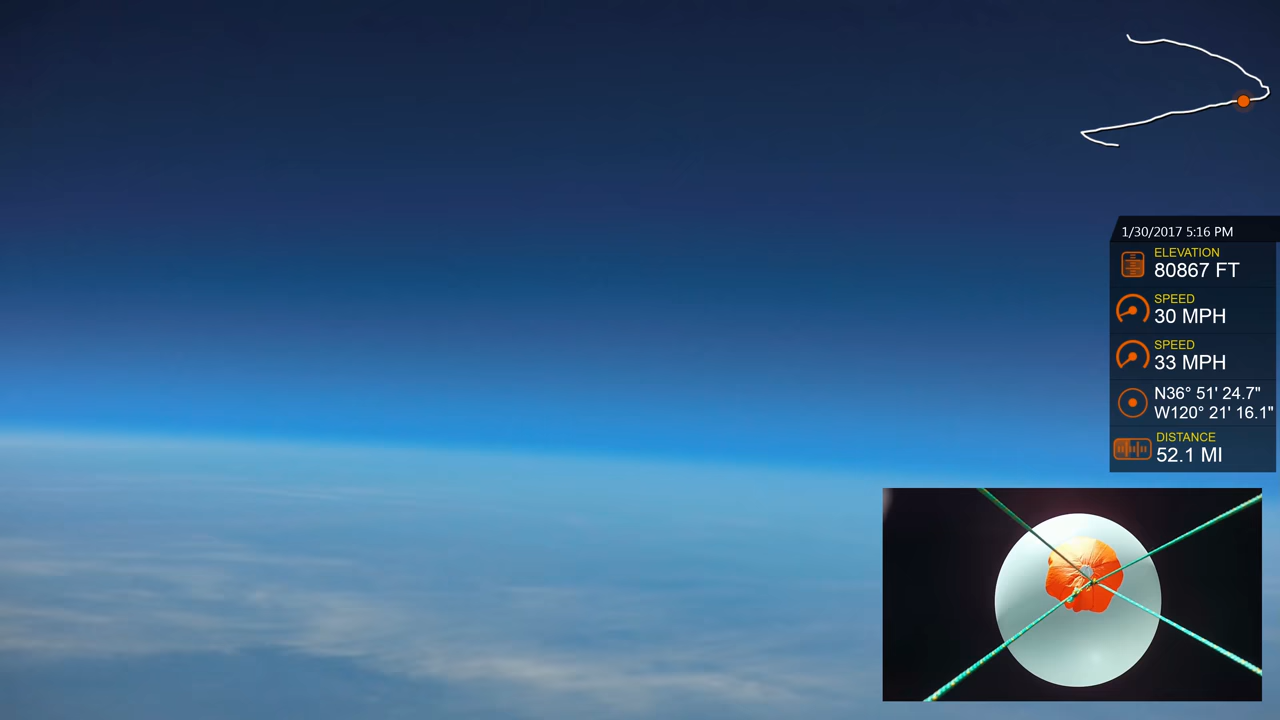 1/30/2017 5:16 PM
ELEVATION
80867 FT
SPEED
30 MPH
SPEED
33 MPH
N36° 51' 24.7"
W120° 21' 16.1"
DISTANCE
52.1 MI